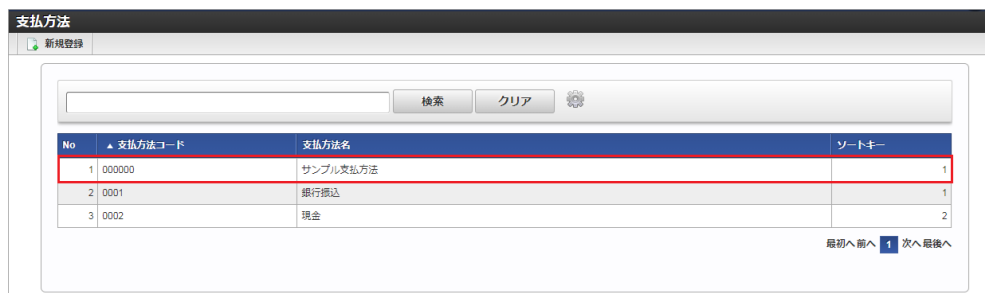 支払方法
新規登録
検索 クリア
No ▲ 支払方法コード 支払方法名 ソートキー
1 000000 サンプル支払方法 1
2 0001 銀行振込 1
3 0002 現金 2
最初へ 前へ 1 次へ 最後へ